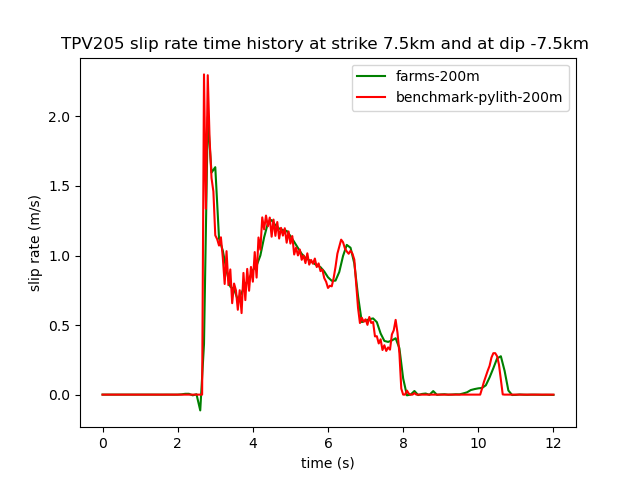 TPV205 slip rate time history at strike 7.5km and at dip -7.5km
farms-200m
benchmark-pylith-200m
slip rate (m/s)
2.0
1.5
1.0
0.5
0.0
0 2 4 6 8 10 12
time (s)